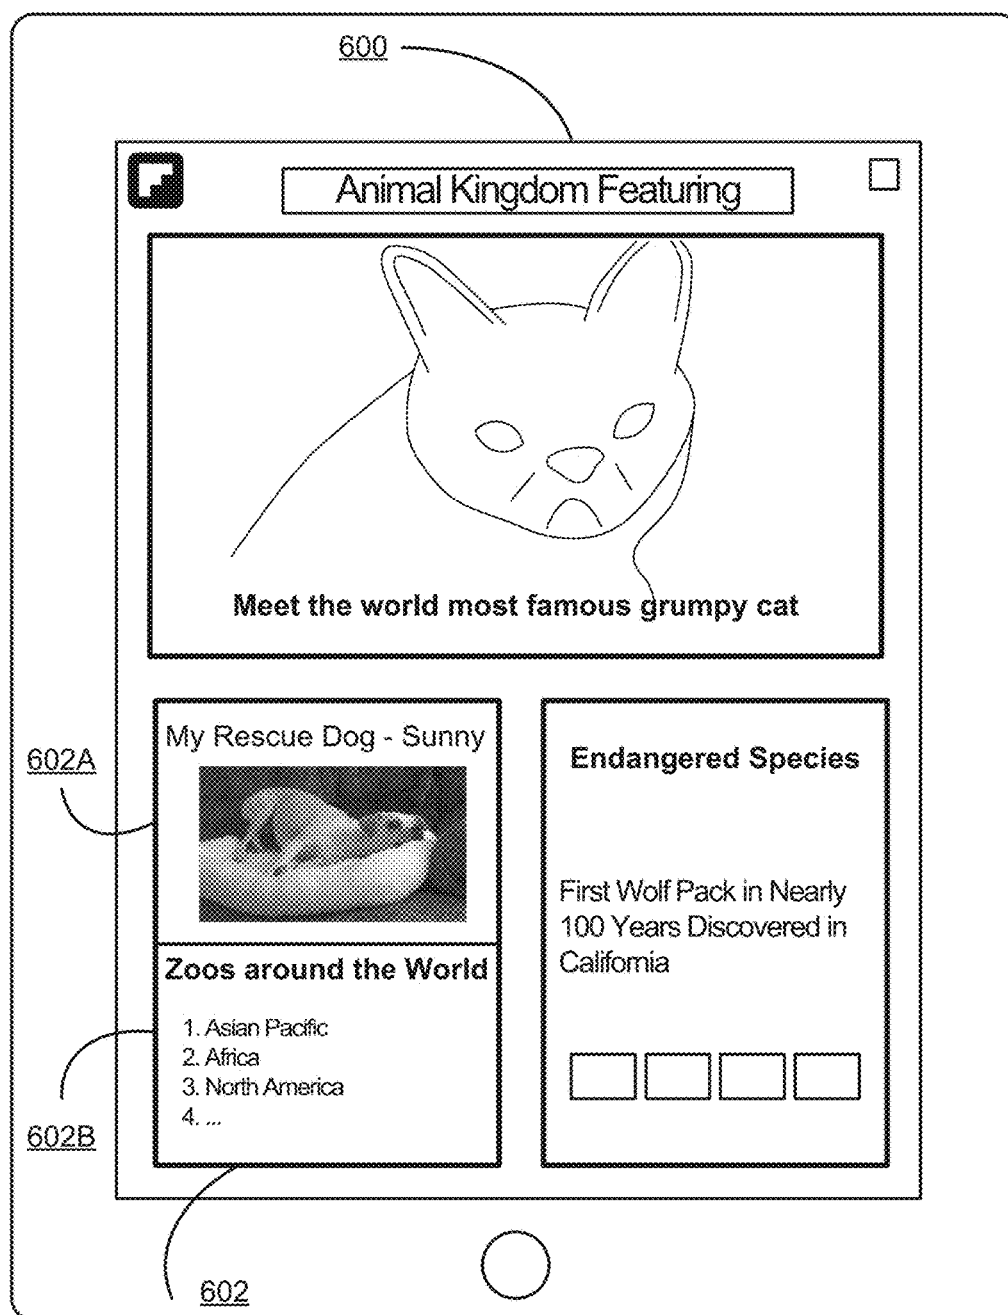 600
Animal Kingdom Featuring
Meet the world most famous grumpy cat
602A
My Rescue Dog - Sunny
Zoos around the World
1. Asian Pacific
2. Africa
3. North America
4. ...
602B
602
Endangered Species
First Wolf Pack in Nearly
100 Years Discovered in
California